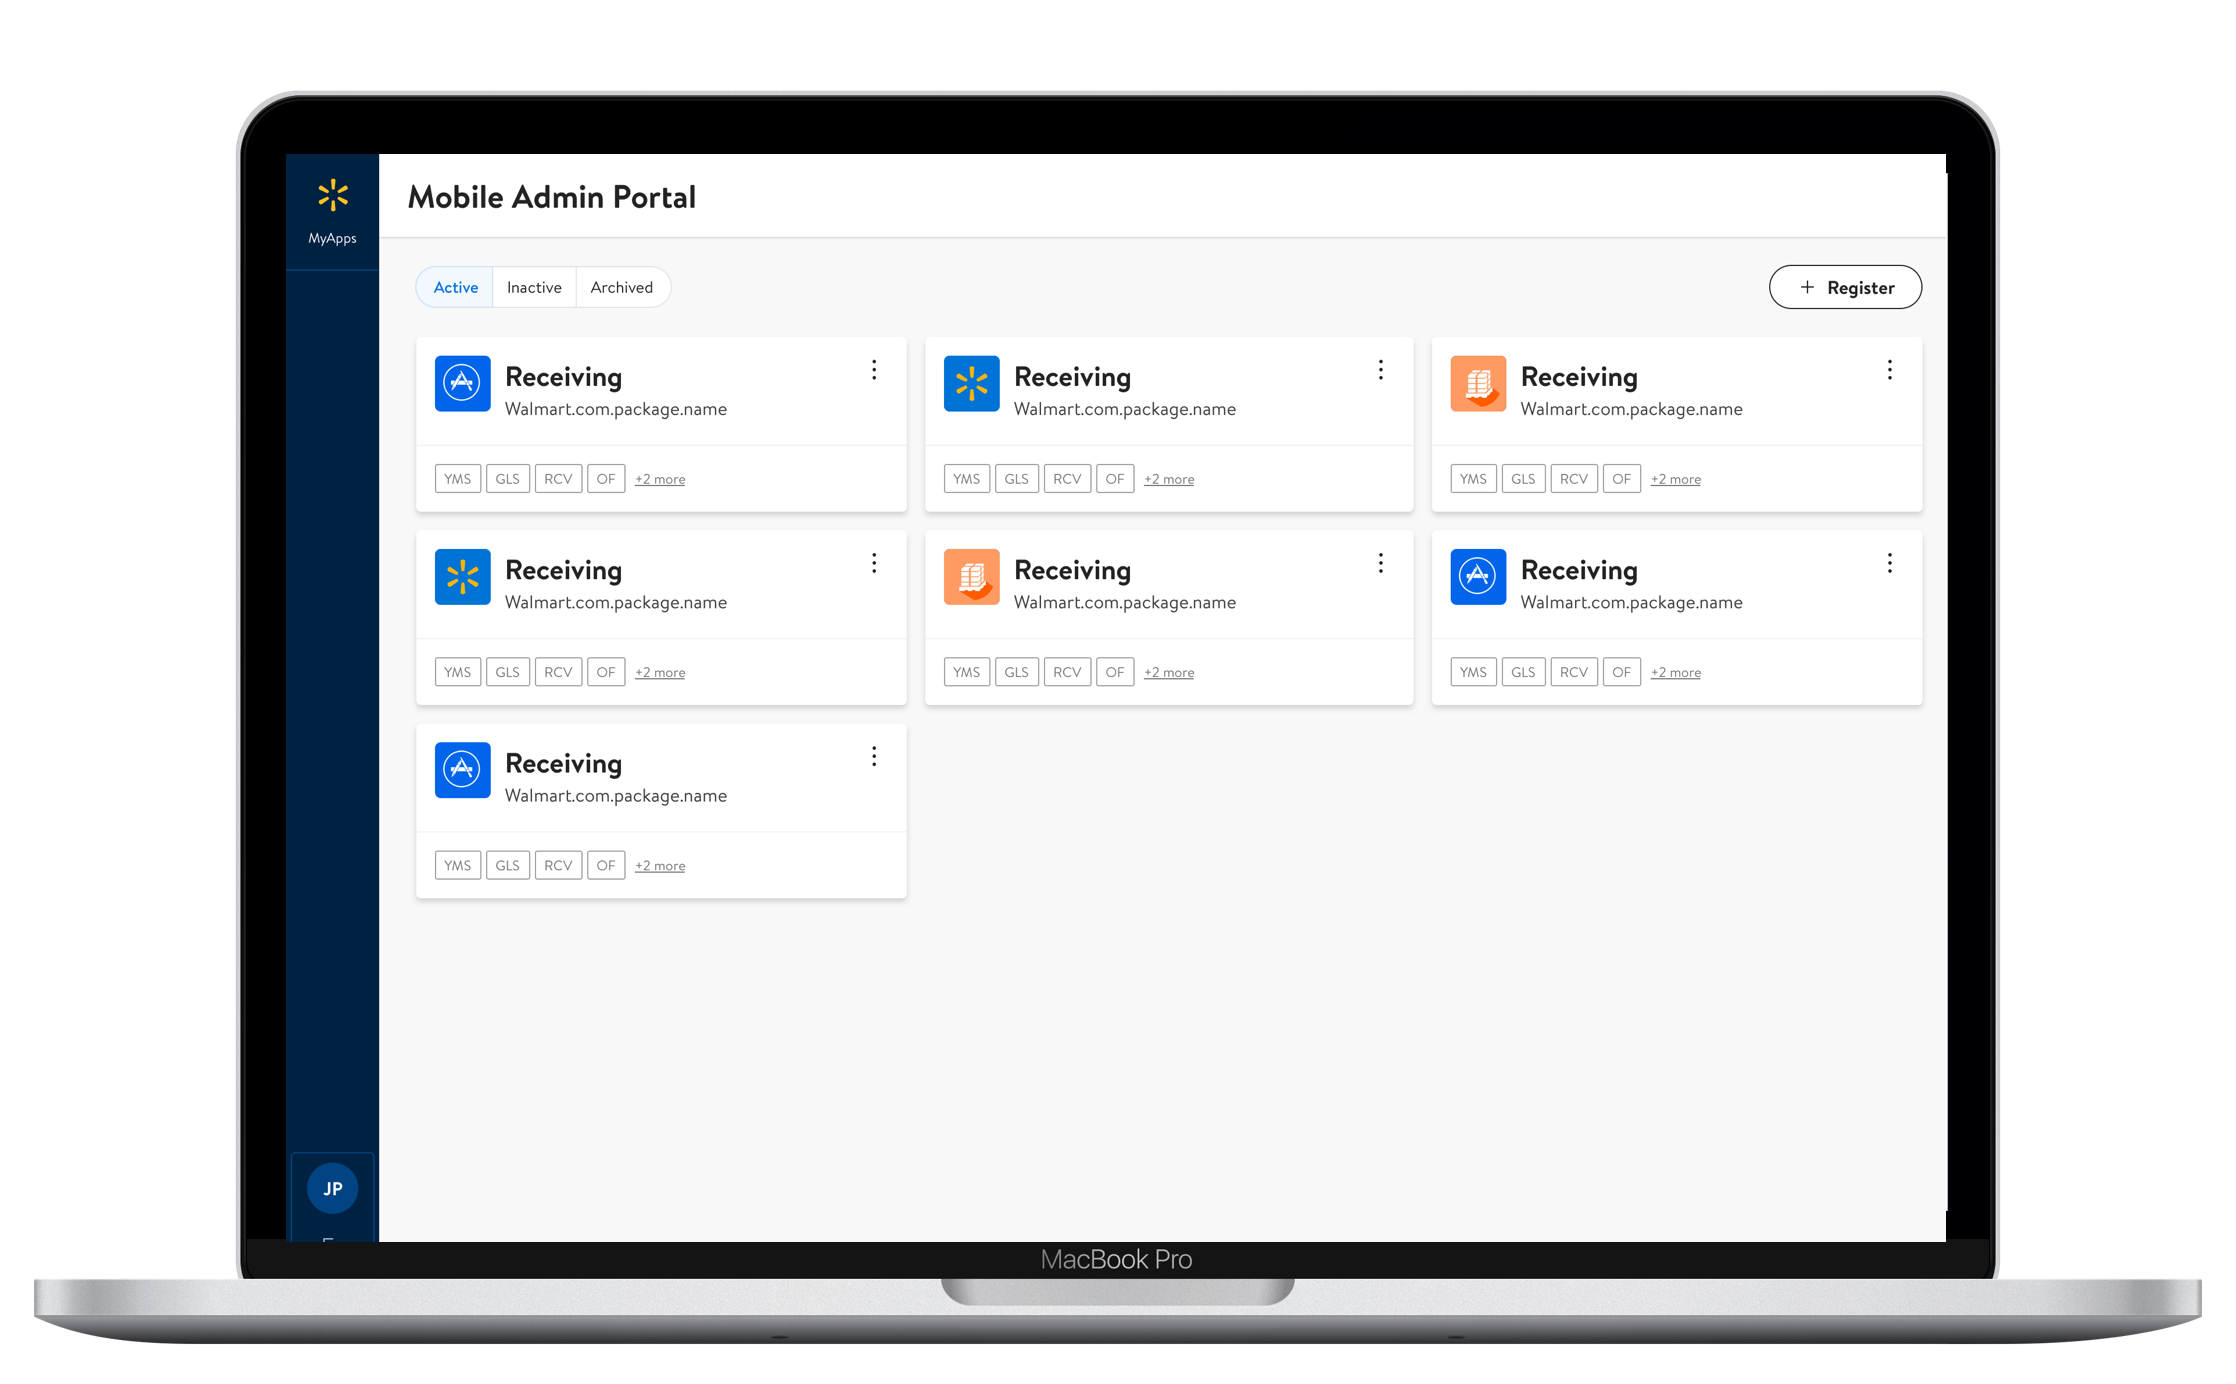 Mobile Admin Portal
MyApps
Active Inactive Archived
+ Register
Receiving
Walmart.com.package.name
YMS GLS RCV OF +2 more
Receiving
Walmart.com.package.name
YMS GLS RCV OF +2 more
Receiving
Walmart.com.package.name
YMS GLS RCV OF +2 more
Receiving
Walmart.com.package.name
YMS GLS RCV OF +2 more
Receiving
Walmart.com.package.name
YMS GLS RCV OF +2 more
Receiving
Walmart.com.package.name
YMS GLS RCV OF +2 more
Receiving
Walmart.com.package.name
YMS GLS RCV OF +2 more
JP
MacBook Pro